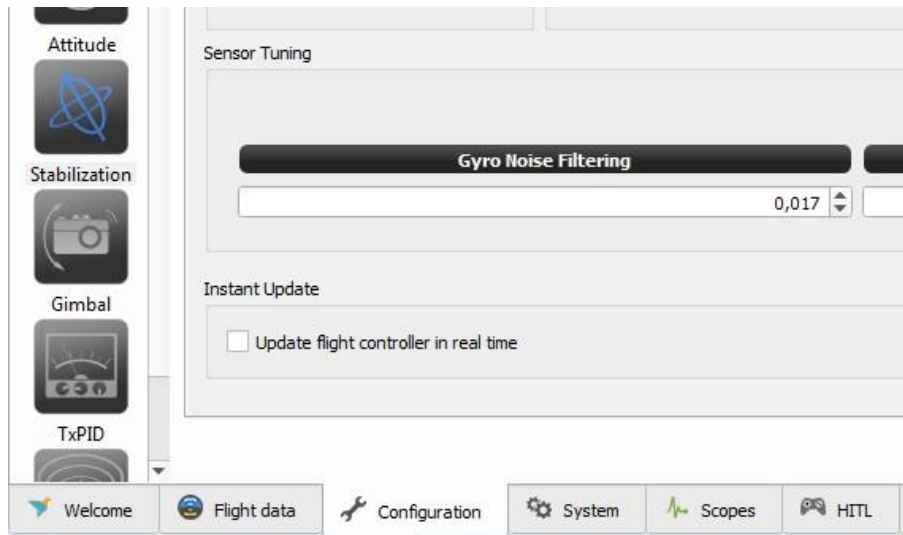 Attitude
Sensor Tuning
Gyro Noise Filtering
Stabilization
0,017
Instant Update
Gimbal
Update flight controller in real time
TxPID
Welcome
Flight data
Configuration
System
Scopes
HITL